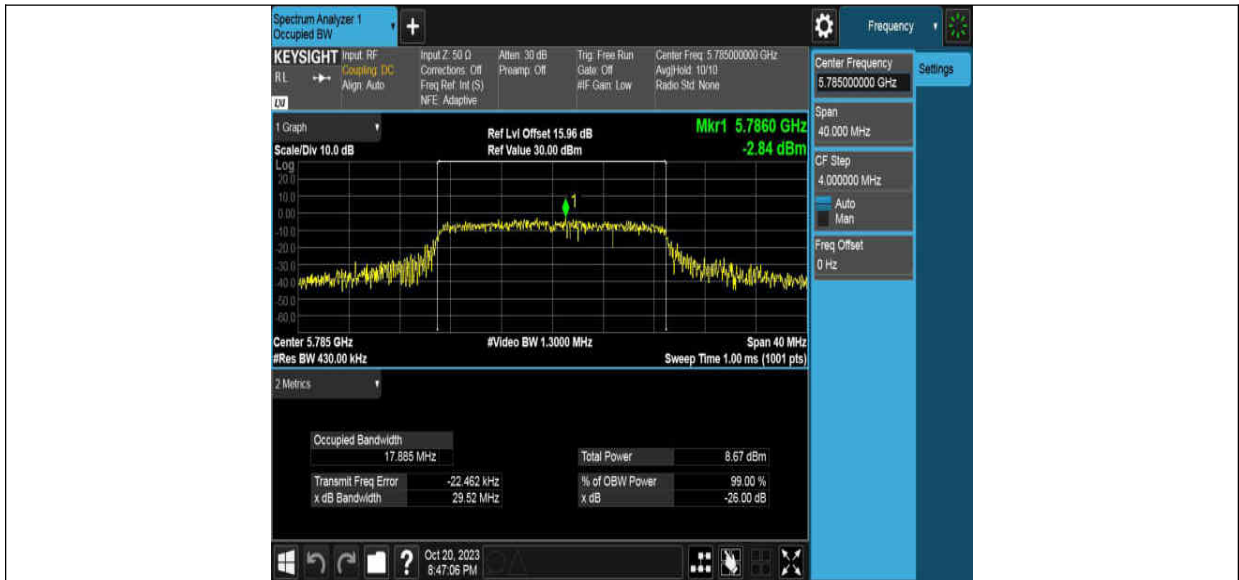 Spectrum Analyzer 1
Occupied BW
+
Frequency
KEYSIGHT
RL
LXI
Input: RF
Coupling: DC
Align: Auto
Input Z: 50 Ω
Corrections: Off
Freq Ref: Int (S)
NFE: Adaptive
Atten: 30 dB
Preamp: Off
Trig: Free Run
Gate: Off
#IF Gain: Low
Center Freq: 5.785000000 GHz
Avg|Hold: 10/10
Radio Std: None
Center Frequency
5.785000000 GHz
Settings
Span
40.000 MHz
CF Step
4.000000 MHz
Auto
Man
Freq Offset
0 Hz
1 Graph
Scale/Div 10.0 dB
Ref Lvl Offset 15.96 dB
Ref Value 30.00 dBm
Mkr1 5.7860 GHz
-2.84 dBm
Log
20.0
10.0
0.00
-10.0
-20.0
-30.0
-40.0
-50.0
-60.0
1
Center 5.785 GHz
#Video BW 1.3000 MHz
Span 40 MHz
#Res BW 430.00 kHz
Sweep Time 1.00 ms (1001 pts)
2 Metrics
Occupied Bandwidth
17.885 MHz
Total Power 8.67 dBm
Transmit Freq Error -22.462 kHz
% of OBW Power 99.00 %
x dB Bandwidth 29.52 MHz
x dB -26.00 dB
?
Oct 20, 2023
8:47:06 PM